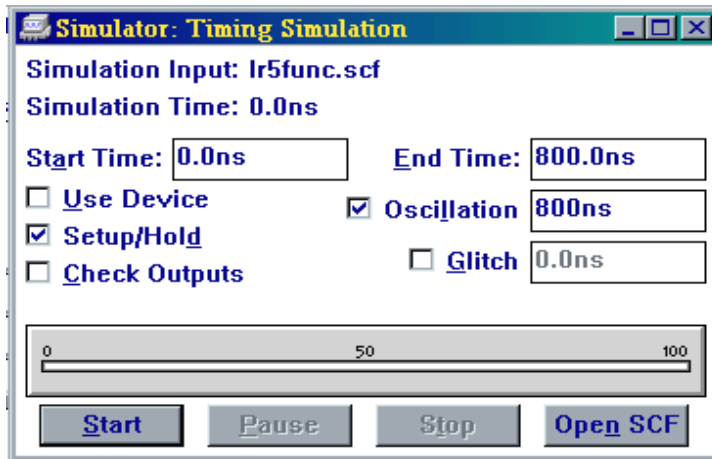 Simulator: Timing Simulation
Simulation Input: lr5func.scf
Simulation Time: 0.0ns
Start Time: 0.0ns End Time: 800.0ns
Use Device
Oscillation 800ns
Setup/Hold
Glitch 0.0ns
Check Outputs
0 50 100
Start Pause Stop Open SCF